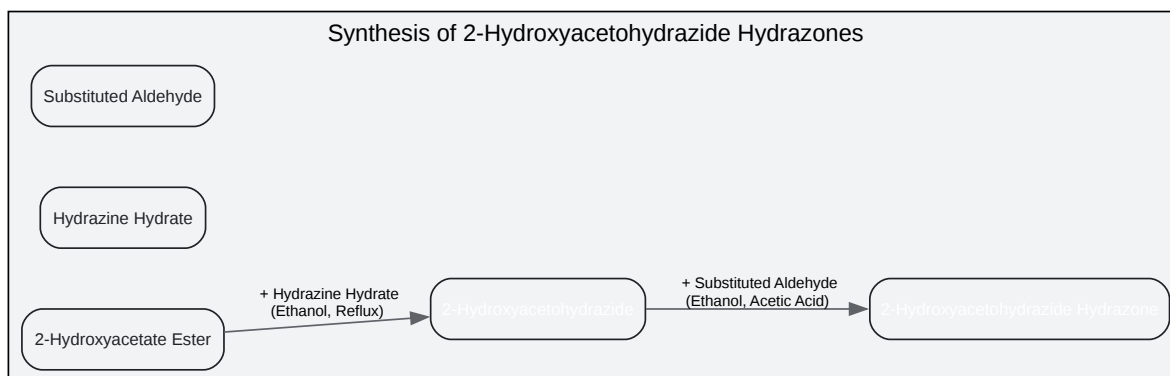 Synthesis of 2-Hydroxyacetohydrazide Hydrazones
Substituted Aldehyde
Hydrazine Hydrate
2-Hydroxyacetate Ester
+ Hydrazine Hydrate
(Ethanol, Reflux)
2-Hydroxyacetohydrazide
+ Substituted Aldehyde
(Ethanol, Acetic Acid)
2-Hydroxyacetohydrazide Hydrazone